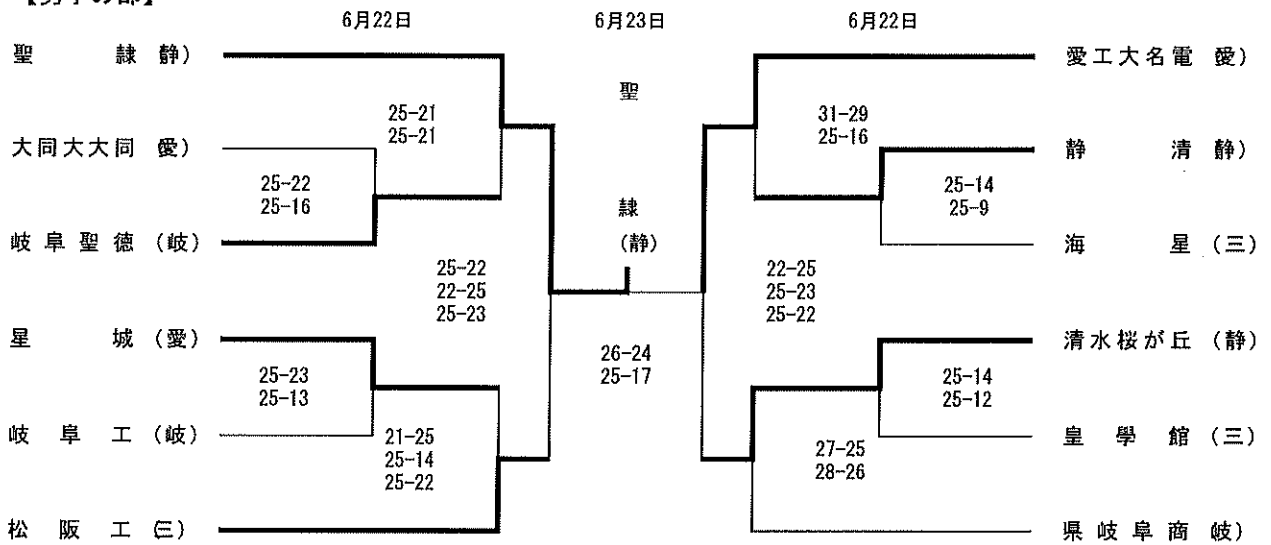 6月22日 6月23日 6月22日
聖 隷 静) 愛工大名電 愛)
聖
25-21 31-29
25-21 25-16
大同大大同 愛) 静 清 静)
25-22 25-14
25-16 25-9
隷
(静)
岐阜聖徳 (岐) 海 星 (三)
25-22 22-25
22-25 25-23
25-23 25-22
星 城 (愛) 清水桜が丘 (静)
26-24
25-17
25-23 25-14
25-13 25-12
岐 阜 工 (岐) 皇 學 館 (三)
21-25 27-25
25-14 28-26
25-22
松 阪 工 三) 県岐阜商 岐)